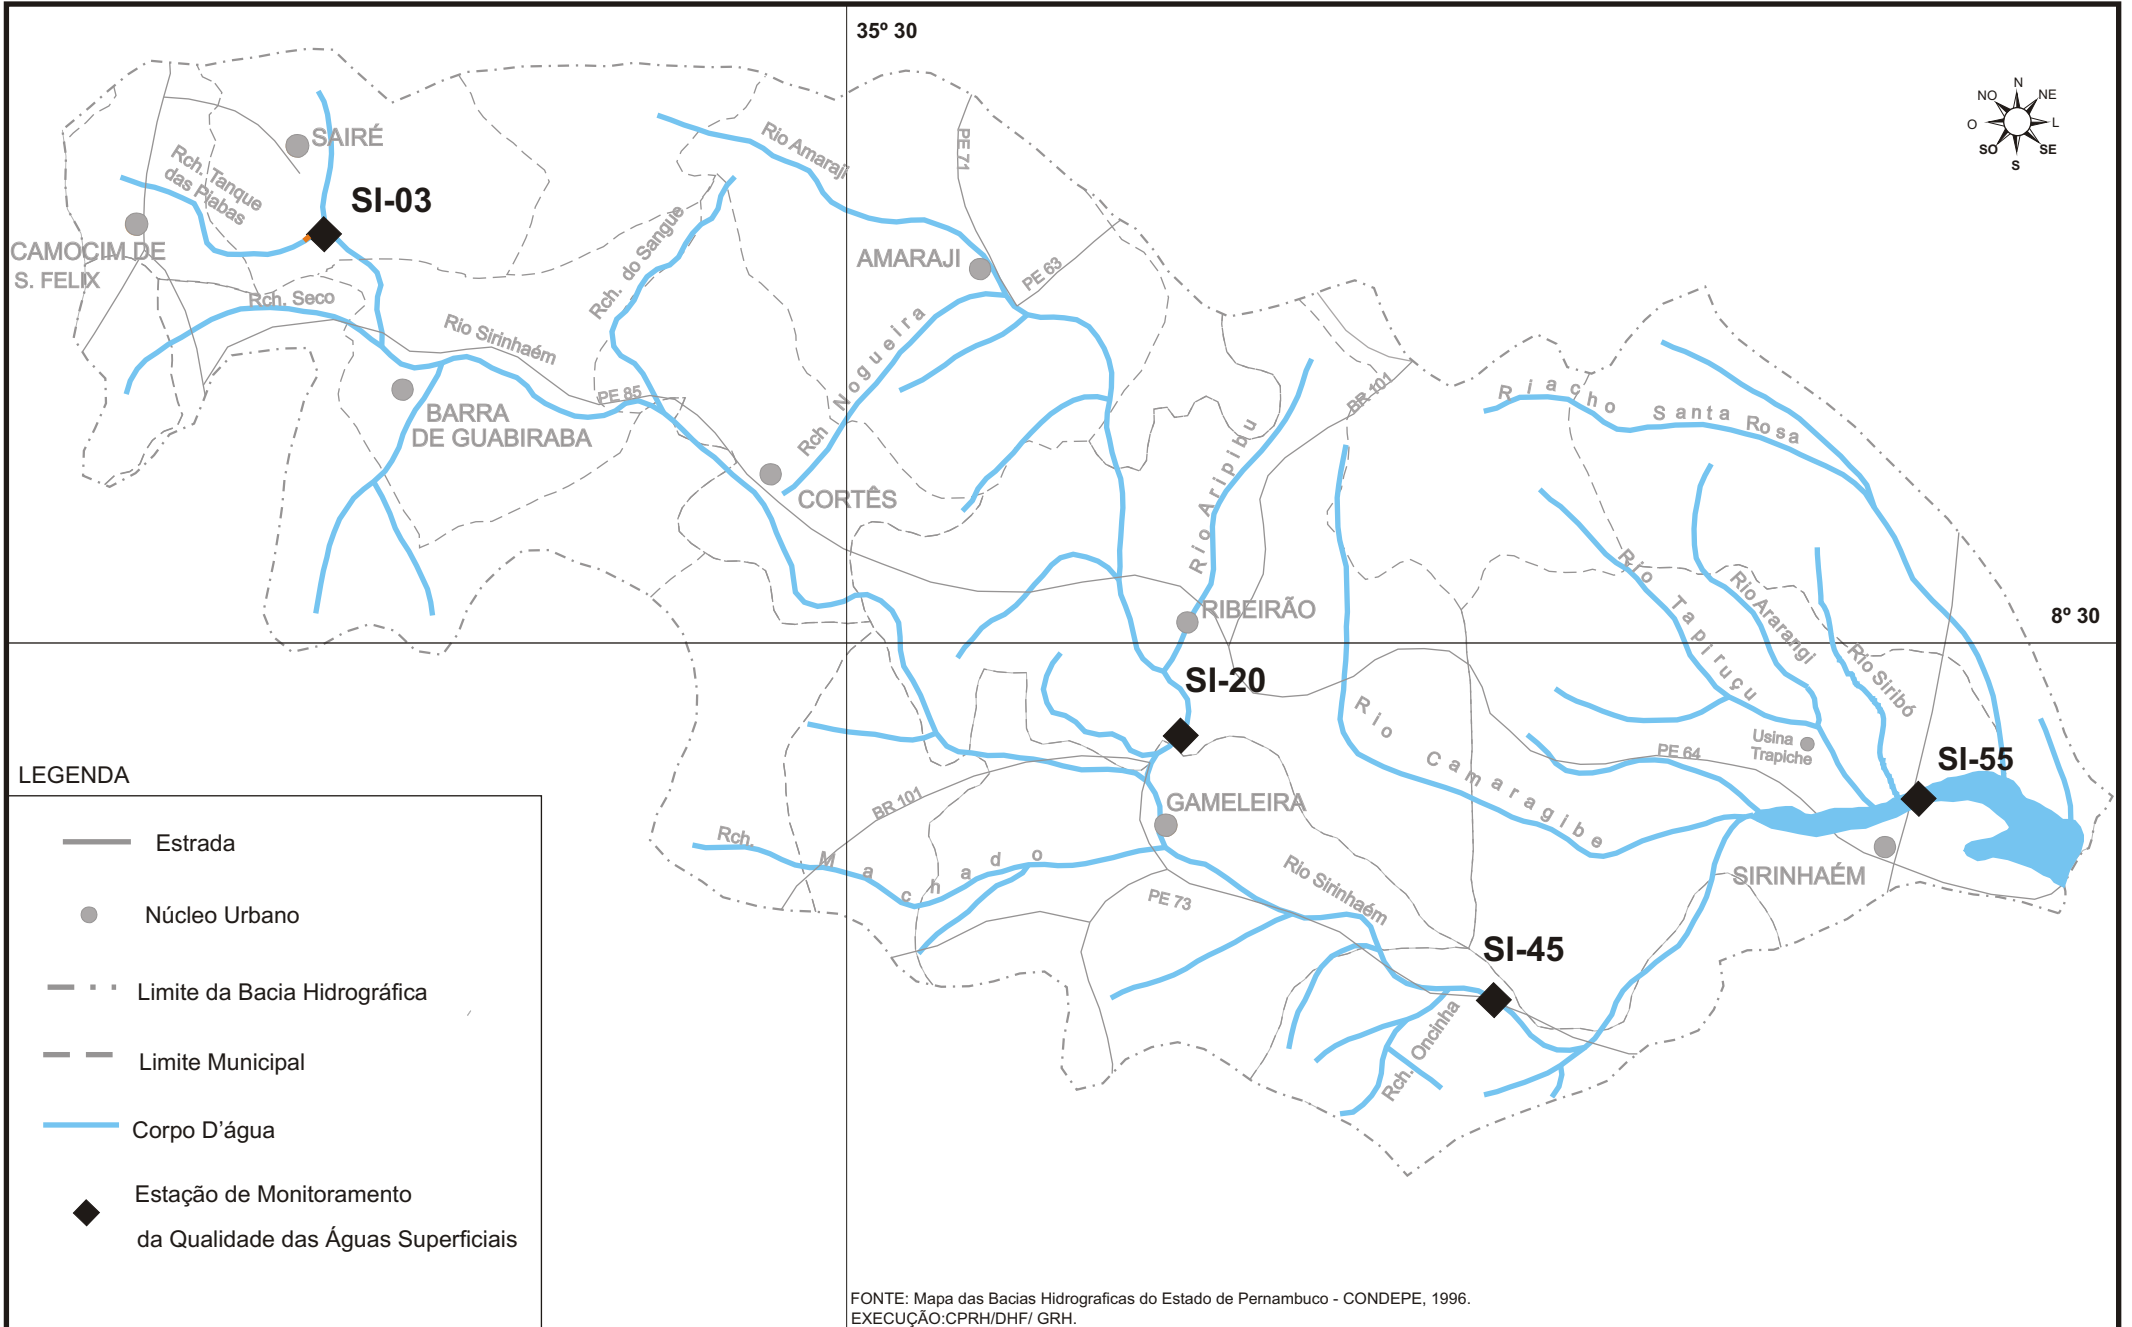 35º 30
N
NO
NE
O
L
SO
SE
S
SAIRÉ
Rch. Tanque
das Piabas
SI-03
CAMOCIM DE
S. FELIX
Rch. Seco
Rio Sirinhaém
Rch. do Sangue
Rio Amaraji
PE 71
AMARAJI
PE 63
PE 85
BARRA
DE GUABIRABA
Rch Nogueira
CORTÊS
Rio Aripibu
BR 101
Riacho Santa Rosa
RIBEIRÃO
8º 30
SI-20
Rio Tapiruçu
Rio Ararangi
Rio Siribó
Rio Camaragibe
Usina
Trapiche
PE 64
SI-55
BR 101
GAMELEIRA
Rch. Machado
Rio Sirinhaém
PE 73
SIRINHAÉM
SI-45
Rch. Oncinha
LEGENDA
Estrada
Núcleo Urbano
Limite da Bacia Hidrográfica
Limite Municipal
Corpo D’água
Estação de Monitoramento
da Qualidade das Águas Superficiais
FONTE: Mapa das Bacias Hidrograficas do Estado de Pernambuco - CONDEPE, 1996.
EXECUÇÃO:CPRH/DHF/ GRH.